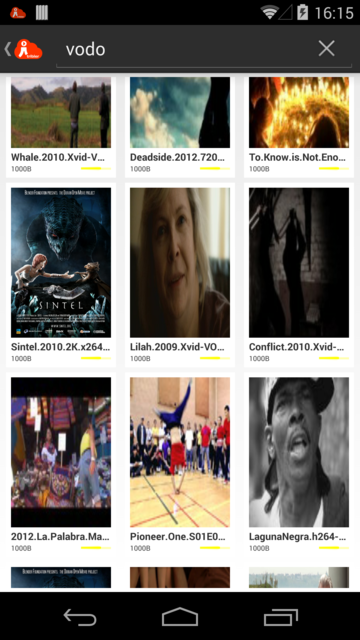 16:15
vodo
Whale.2010.Xvid-V...
Deadside.2012.720...
To.Know.is.Not.Eno...
1000B
1000B
1000B
SINTEL
Sintel.2010.2K.x264...
Lilah.2009.Xvid-VO...
Conflict.2010.Xvid-...
1000B
1000B
1000B
2012.La.Palabra.Ma...
Pioneer.One.S01E0...
LagunaNegra.h264-...
1000B
1000B
1000B